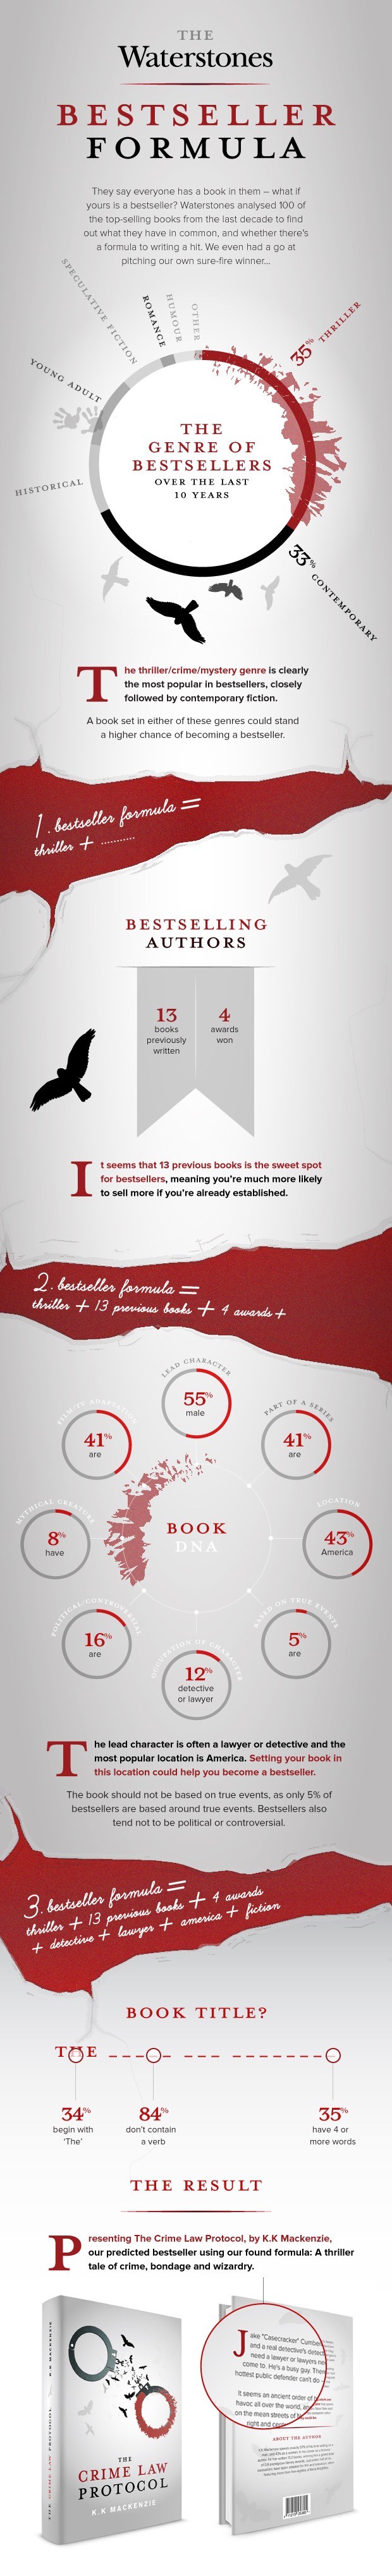 THE
Waterstones
BESTSELLER
FORMULA
They say everyone has a book in them – what if
yours is a bestseller? Waterstones analysed 100 of
the top-selling books from the last decade to find
out what they have in common, and whether there's
a formula to writing a hit. We even had a go at
pitching our own sure-fire winner...
SPECULATIVE FICTION
ROMANCE
HUMOUR
OTHER
35% THRILLER
YOUNG ADULT
HISTORICAL
THE
GENRE OF
BESTSELLERS
OVER THE LAST
10 YEARS
33% CONTEMPORARY
The thriller/crime/mystery genre is clearly
the most popular in bestsellers, closely
followed by contemporary fiction.
A book set in either of these genres could stand
a higher chance of becoming a bestseller.
1. bestseller formula =
thriller + ..........
BESTSELLING
AUTHORS
13
books
previously
written
4
awards
won
It seems that 13 previous books is the sweet spot
for bestsellers, meaning you're much more likely
to sell more if you're already established.
2. bestseller formula =
thriller + 13 previous books + 4 awards +
LEAD CHARACTER
55%
male
FILM/TV ADAPTATION
41%
are
PART OF A SERIES
41%
are
MYTHICAL CREATURE
8%
have
BOOK
DNA
LOCATION
43%
America
POLITICAL/CONTROVERSIAL
16%
are
BASED ON TRUE EVENTS
5%
are
OCCUPATION OF CHARACTER
12%
detective
or lawyer
The lead character is often a lawyer or detective and the
most popular location is America. Setting your book in
this location could help you become a bestseller.
The book should not be based on true events, as only 5% of
bestsellers are based around true events. Bestsellers also
tend not to be political or controversial.
3. bestseller formula =
thriller + 13 previous books + 4 awards
+ detective + lawyer + america + fiction
BOOK TITLE?
THE
34%
begin with
'The'
84%
don't contain
a verb
35%
have 4 or
more words
THE RESULT
Presenting The Crime Law Protocol, by K.K Mackenzie,
our predicted bestseller using our found formula: A thriller
tale of crime, bondage and wizardry.
K.K MACKENZIE
THE CRIME LAW PROTOCOL
THE
CRIME LAW
PROTOCOL
K.K MACKENZIE
Jake "Casecracker" Cumber
and a real detective's detec
need a lawyer or lawyers ne
come to. He's a busy guy. Then
hottest pulblisher can't do
It seems an ancient order of
havoc all over the world, an
on the mean streets of
right and
ABOUT THE AUTHOR